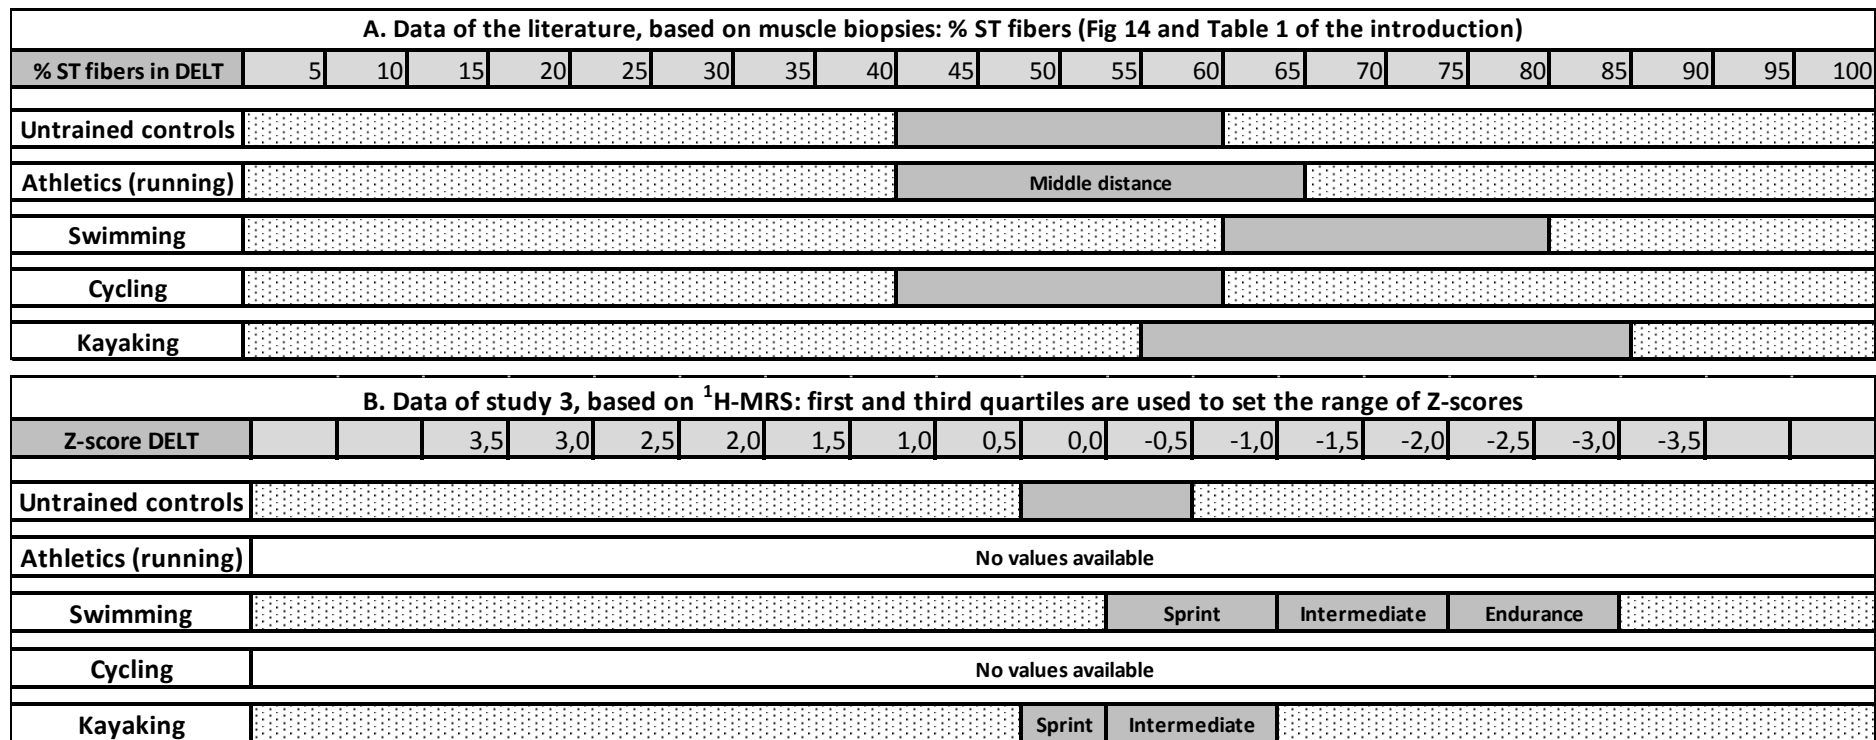 A. Data of the literature, based on muscle biopsies: % ST fibers (Fig 14 and Table 1 of the introduction)
% ST fibers in DELT 5 10 15 20 25 30 35 40 45 50 55 60 65 70 75 80 85 90 95 100
Untrained controls
Athletics (running) Middle distance
Swimming
Cycling
Kayaking
B. Data of study 3, based on ¹H-MRS: first and third quartiles are used to set the range of Z-scores
Z-score DELT 3,5 3,0 2,5 2,0 1,5 1,0 0,5 0,0 -0,5 -1,0 -1,5 -2,0 -2,5 -3,0 -3,5
Untrained controls
Athletics (running) No values available
Swimming Sprint Intermediate Endurance
Cycling No values available
Kayaking Sprint Intermediate